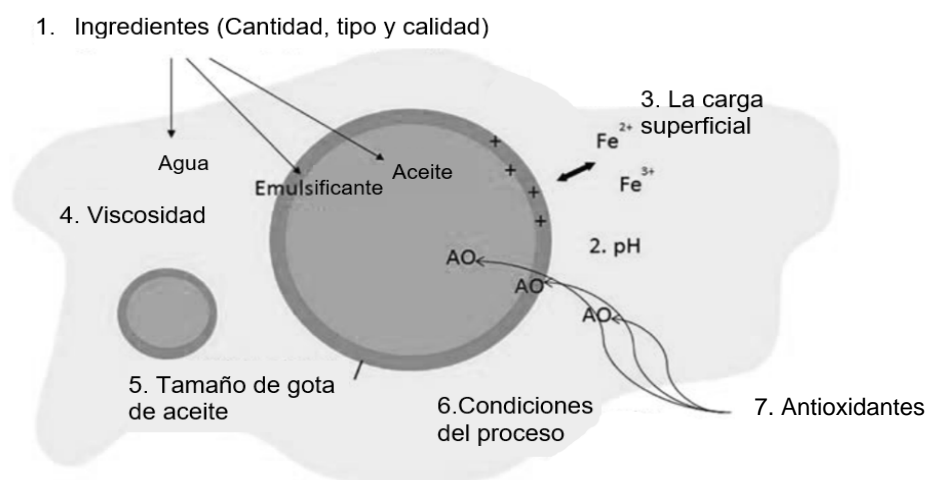 1. Ingredientes (Cantidad, tipo y calidad)
3. La carga
superficial
Fe2+
Fe3+
Agua
Aceite
Emulsificante
4. Viscosidad
2. pH
+
+
+
+
AO
AO
AO
5. Tamaño de gota
de aceite
6.Condiciones
del proceso
7. Antioxidantes